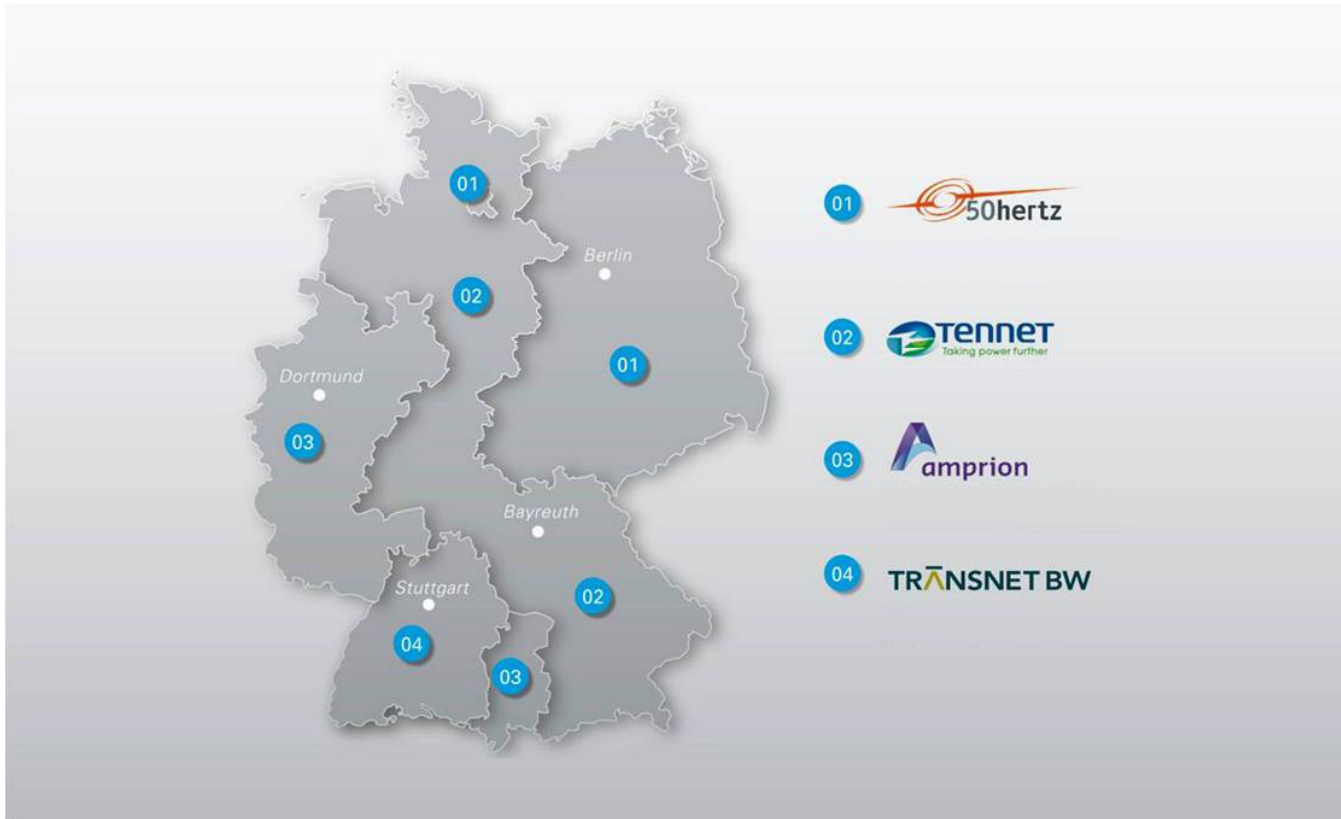 01
Berlin
02
01
Dortmund
03
Bayreuth
Stuttgart
02
04
03
01
50hertz
02
TenneT
Taking power further
03
amprion
04
TRANSNET BW